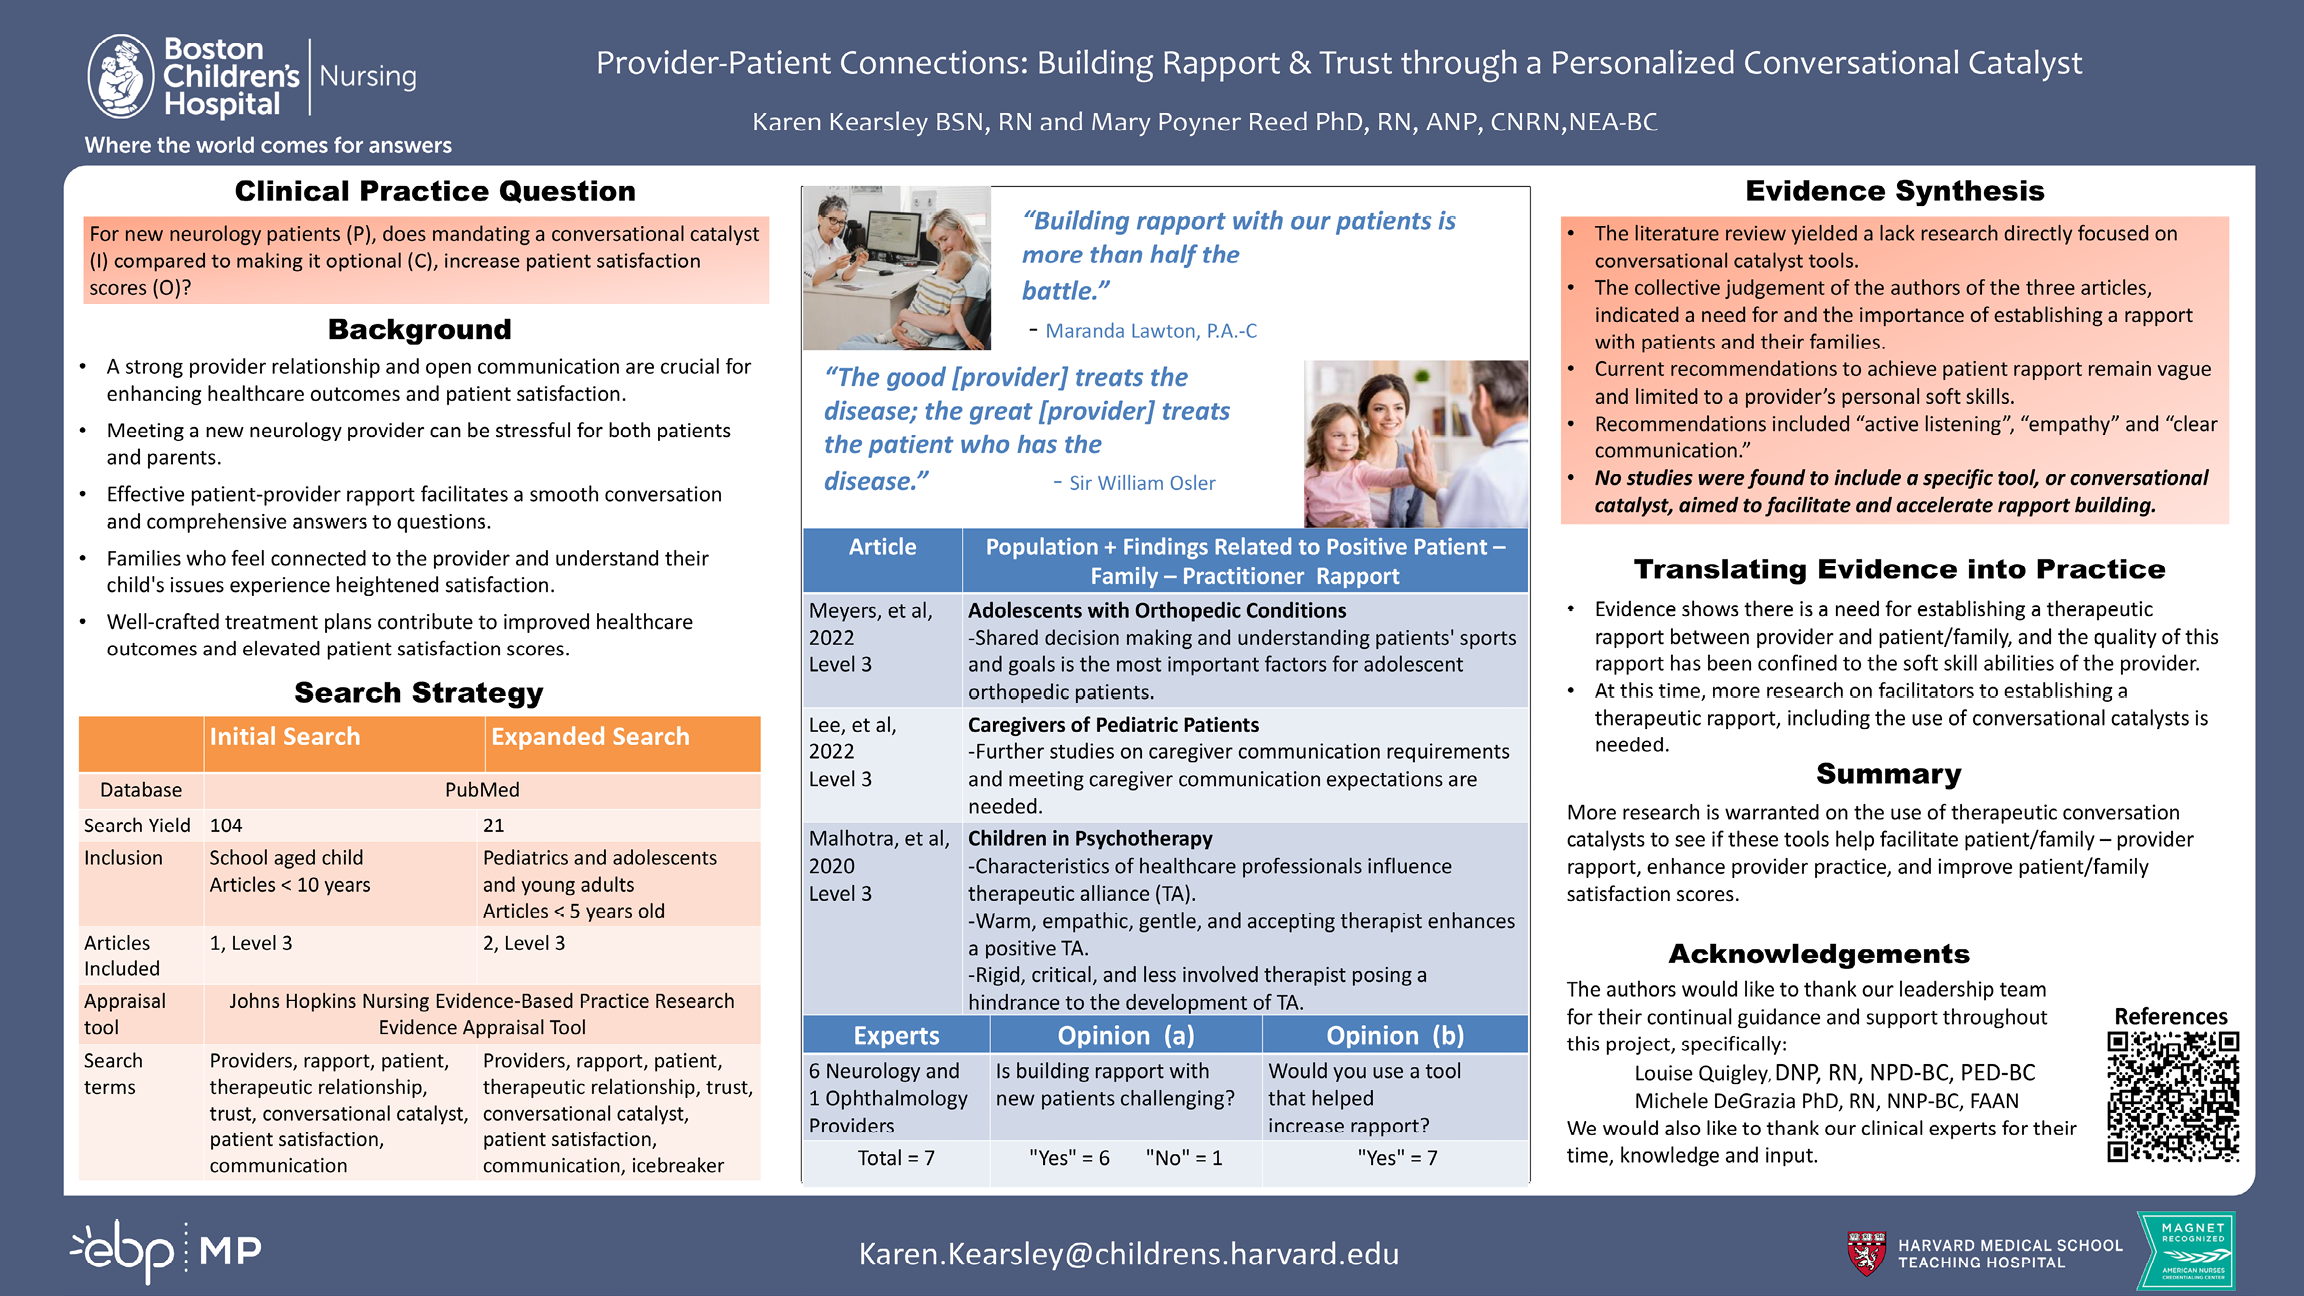 Boston
Children's
Hospital
Nursing
Where the world comes for answers
Provider-Patient Connections: Building Rapport & Trust through a Personalized Conversational Catalyst
Karen Kearsley BSN, RN and Mary Poyner Reed PhD, RN, ANP, CNRN,NEA-BC
Clinical Practice Question
For new neurology patients (P), does mandating a conversational catalyst
(I) compared to making it optional (C), increase patient satisfaction
scores (O)?
Background
• A strong provider relationship and open communication are crucial for
enhancing healthcare outcomes and patient satisfaction.
• Meeting a new neurology provider can be stressful for both patients
and parents.
• Effective patient-provider rapport facilitates a smooth conversation
and comprehensive answers to questions.
• Families who feel connected to the provider and understand their
child's issues experience heightened satisfaction.
• Well-crafted treatment plans contribute to improved healthcare
outcomes and elevated patient satisfaction scores.
Search Strategy
Initial Search Expanded Search
Database PubMed
Search Yield 104 21
Inclusion
School aged child
Articles < 10 years
Pediatrics and adolescents
and young adults
Articles < 5 years old
Articles
Included
1, Level 3
2, Level 3
Appraisal
tool
Johns Hopkins Nursing Evidence-Based Practice Research
Evidence Appraisal Tool
Search
terms
Providers, rapport, patient,
therapeutic relationship,
trust, conversational catalyst,
patient satisfaction,
communication
Providers, rapport, patient,
therapeutic relationship, trust,
conversational catalyst,
patient satisfaction,
communication, icebreaker
“Building rapport with our patients is
more than half the
battle.”
- Maranda Lawton, P.A.-C
“The good [provider] treats the
disease; the great [provider] treats
the patient who has the
disease.” - Sir William Osler
Article
Population + Findings Related to Positive Patient –
Family – Practitioner Rapport
Meyers, et al,
2022
Level 3
Adolescents with Orthopedic Conditions
-Shared decision making and understanding patients' sports
and goals is the most important factors for adolescent
orthopedic patients.
Lee, et al,
2022
Level 3
Caregivers of Pediatric Patients
-Further studies on caregiver communication requirements
and meeting caregiver communication expectations are
needed.
Malhotra, et al,
2020
Level 3
Children in Psychotherapy
-Characteristics of healthcare professionals influence
therapeutic alliance (TA).
-Warm, empathic, gentle, and accepting therapist enhances
a positive TA.
-Rigid, critical, and less involved therapist posing a
hindrance to the development of TA.
Experts Opinion (a) Opinion (b)
6 Neurology and
1 Ophthalmology
Providers
Is building rapport with
new patients challenging?
Would you use a tool
that helped
increase rapport?
Total = 7 "Yes" = 6 "No" = 1 "Yes" = 7
Evidence Synthesis
• The literature review yielded a lack research directly focused on
conversational catalyst tools.
• The collective judgement of the authors of the three articles,
indicated a need for and the importance of establishing a rapport
with patients and their families.
• Current recommendations to achieve patient rapport remain vague
and limited to a provider’s personal soft skills.
• Recommendations included “active listening”, “empathy” and “clear
communication.”
• No studies were found to include a specific tool, or conversational
catalyst, aimed to facilitate and accelerate rapport building.
Translating Evidence into Practice
• Evidence shows there is a need for establishing a therapeutic
rapport between provider and patient/family, and the quality of this
rapport has been confined to the soft skill abilities of the provider.
• At this time, more research on facilitators to establishing a
therapeutic rapport, including the use of conversational catalysts is
needed.
Summary
More research is warranted on the use of therapeutic conversation
catalysts to see if these tools help facilitate patient/family – provider
rapport, enhance provider practice, and improve patient/family
satisfaction scores.
Acknowledgements
The authors would like to thank our leadership team
for their continual guidance and support throughout
this project, specifically:
Louise Quigley, DNP, RN, NPD-BC, PED-BC
Michele DeGrazia PhD, RN, NNP-BC, FAAN
We would also like to thank our clinical experts for their
time, knowledge and input.
References
ebp MP
Karen.Kearsley@childrens.harvard.edu
HARVARD MEDICAL SCHOOL
TEACHING HOSPITAL
MAGNET
RECOGNIZED
AMERICAN NURSES
CREDENTIALING CENTER